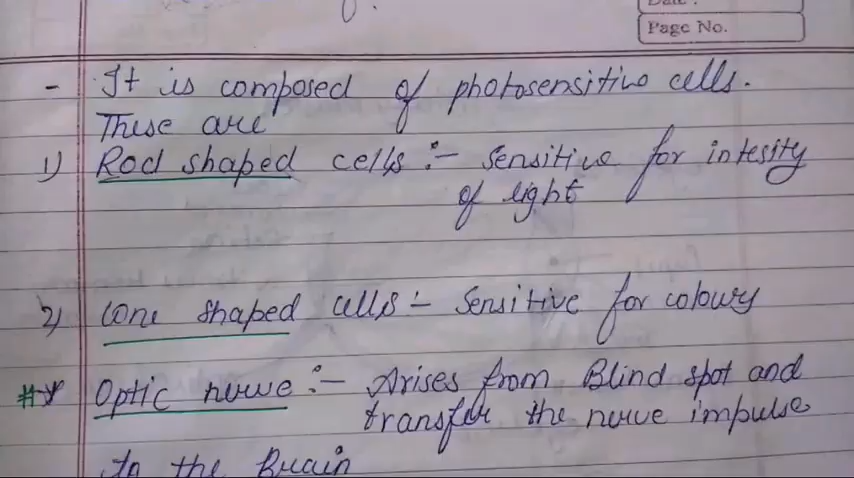 Page No.
- It is composed of photosensitive cells.
These are
1) Rod shaped cells :- sensitive for intesity
of light
2) cone shaped cells :- Sensitive for colours
# * Optic nerve :- Arises from Blind spot and
transfer the nerve impulse
to the Brain